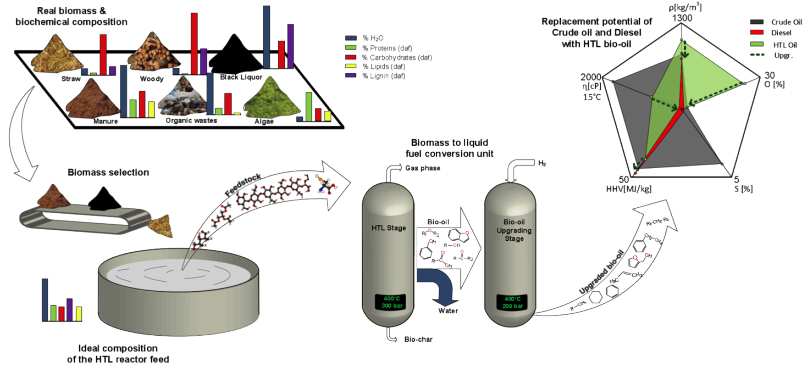 Real biomass &
biochemical composition
% H₂O
% Proteins (daf)
% Carbohydrates (daf)
% Lipids (daf)
% Lignin (daf)
Straw
Woody
Black Liquor
Manure
Organic wastes
Algae
Replacement potential of
Crude oil and Diesel
with HTL bio-oil
ρ[kg/m³]
1300
Crude Oil
Diesel
HTL Oil
Upgr.
2000
η[cP]
15°C
30
O [%]
50
HHV[MJ/kg]
5
S [%]
Biomass selection
Feedstock
Biomass to liquid
fuel conversion unit
Gas phase
H₂
HTL Stage
Bio-oil
Bio-oil
Upgrading
Stage
400°C
300 bar
400°C
200 bar
Water
Bio-char
Upgraded bio-oil
Ideal composition
of the HTL reactor feed